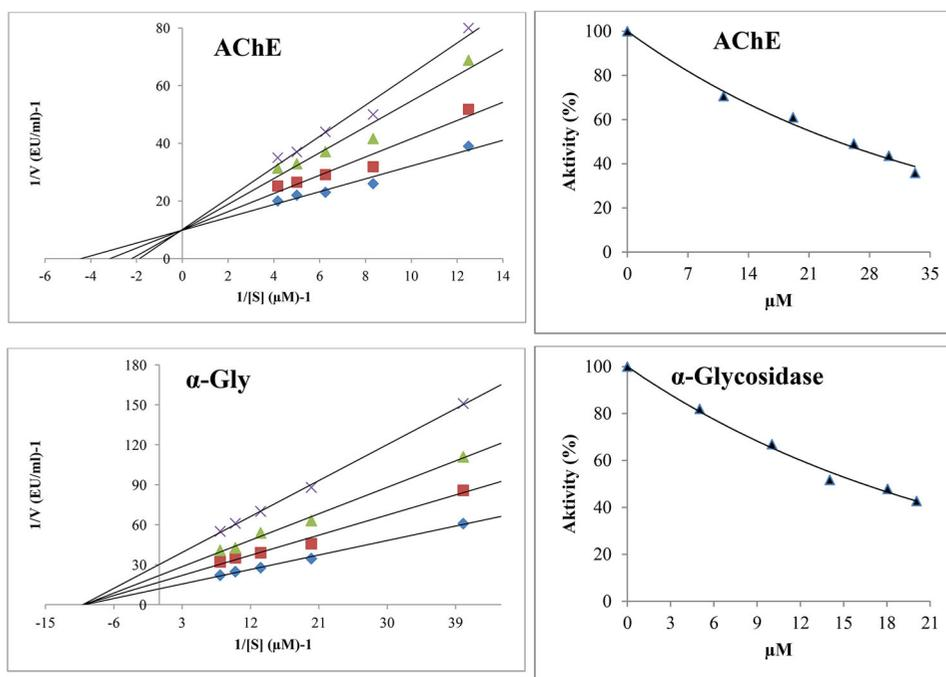 AChE
1/V (EU/ml)-1
80
60
40
20
0
-6 -4 -2 0 2 4 6 8 10 12 14
1/[S] (µM)-1
AChE
Aktivity (%)
100
80
60
40
20
0
0 7 14 21 28 35
µM
α-Gly
1/V (EU/ml)-1
180
150
120
90
60
30
0
-15 -6 3 12 21 30 39
1/[S] (µM)-1
α-Glycosidase
Aktivity (%)
100
80
60
40
20
0
0 3 6 9 12 15 18 21
µM